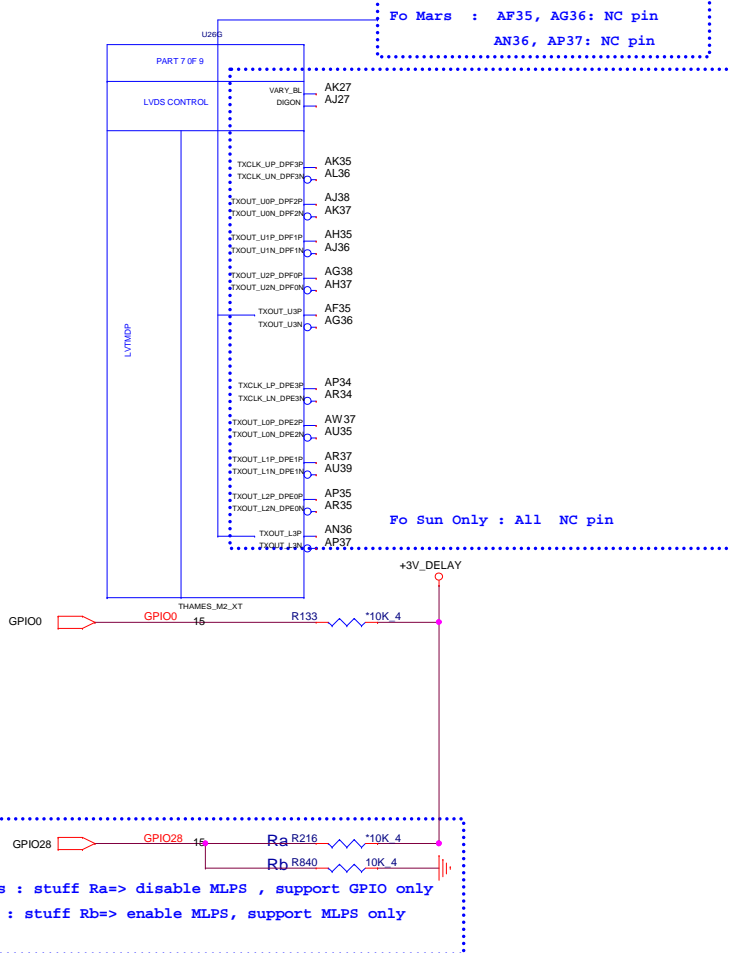 Fo Mars : AF35, AG36: NC pin
AN36, AP37: NC pin
U26G
PART 7 0F 9
LVDS CONTROL
VARY_BL AK27
DIGON AJ27
TXCLK_UP_DPF3P AK35
TXCLK_UN_DPF3N AL36
TXOUT_U0P_DPF2P AJ38
TXOUT_U0N_DPF2N AK37
TXOUT_U1P_DPF1P AH35
TXOUT_U1N_DPF1N AJ36
TXOUT_U2P_DPF0P AG38
TXOUT_U2N_DPF0N AH37
TXOUT_U3P AF35
TXOUT_U3N AG36
LVTMDP
TXCLK_LP_DPE3P AP34
TXCLK_LN_DPE3N AR34
TXOUT_L0P_DPE2P AW37
TXOUT_L0N_DPE2N AU35
TXOUT_L1P_DPE1P AR37
TXOUT_L1N_DPE1N AU39
TXOUT_L2P_DPE0P AP35
TXOUT_L2N_DPE0N AR35
TXOUT_L3P AN36
TXOUT_L3N AP37
Fo Sun Only : All NC pin
+3V_DELAY
THAMES_M2_XT
GPIO0 GPIO0 15 R133 *10K_4
GPIO28 GPIO28 15 Ra R216 *10K_4
Rb R840 10K_4
s : stuff Ra=> disable MLPS , support GPIO only
: stuff Rb=> enable MLPS, support MLPS only